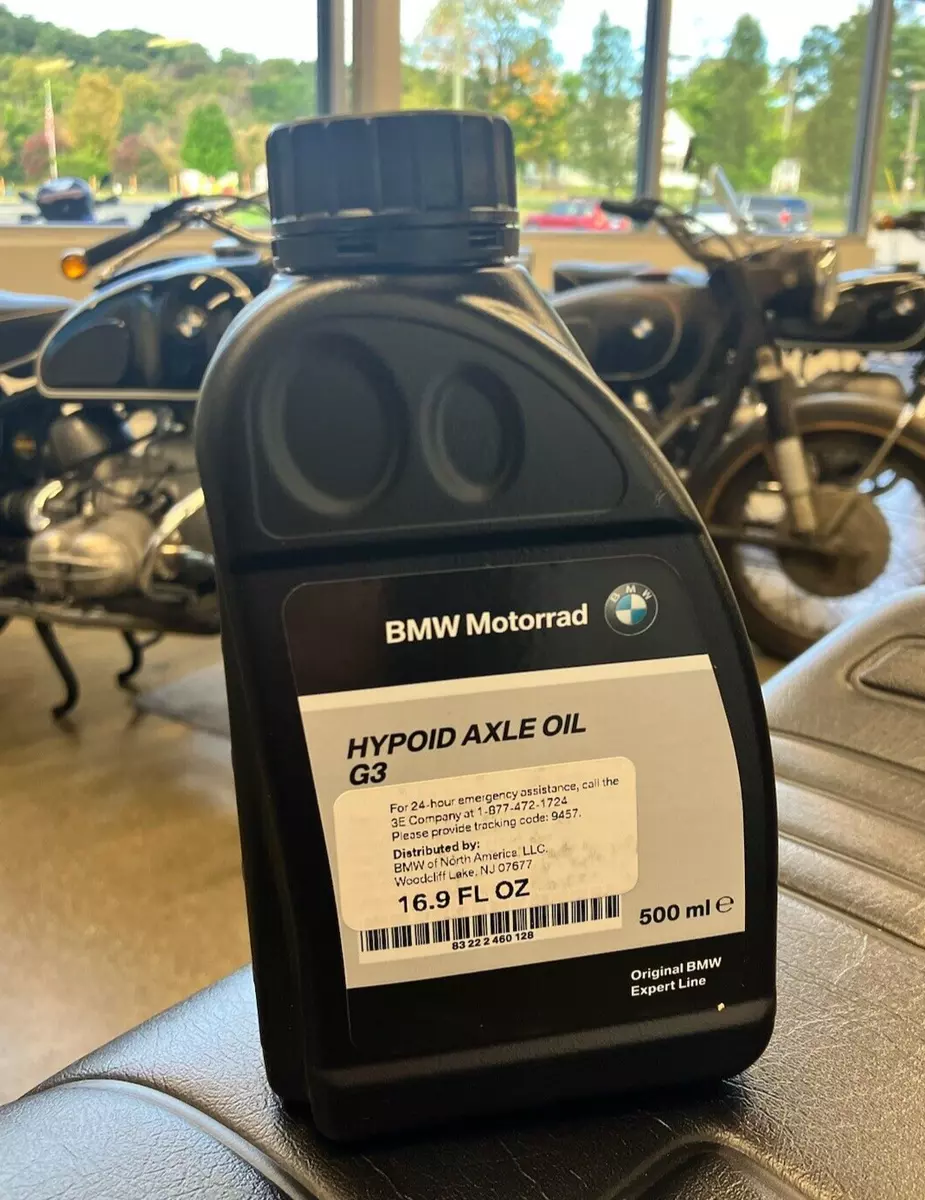 BMW Motorrad
BMW
HYPOID AXLE OIL
G3
For 24-hour emergency assistance, call the
3E Company at 1-877-472-1724
Please provide tracking code: 9457.
Distributed by:
BMW of North America, LLC.
Woodcliff Lake, NJ 07677
16.9 FL OZ
500 ml ℮
83 22 2 460 128
Original BMW
Expert Line